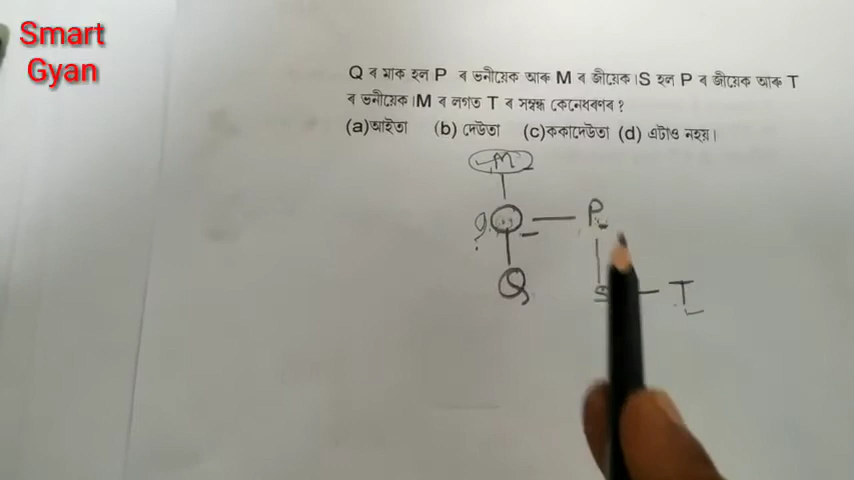 Smart
Gyan
Q ৰ মাক হল P ৰ ভনীয়েক আৰু M ৰ জীয়েক।S হল P ৰ জীয়েক আৰু T
ৰ ভনীয়েক।M ৰ লগত T ৰ সম্বন্ধ কেনেধৰণৰ ?
(a)আইতা (b) দেউতা (c)ককাদেউতা (d) এটাও নহয়।
M
? P
Q S T